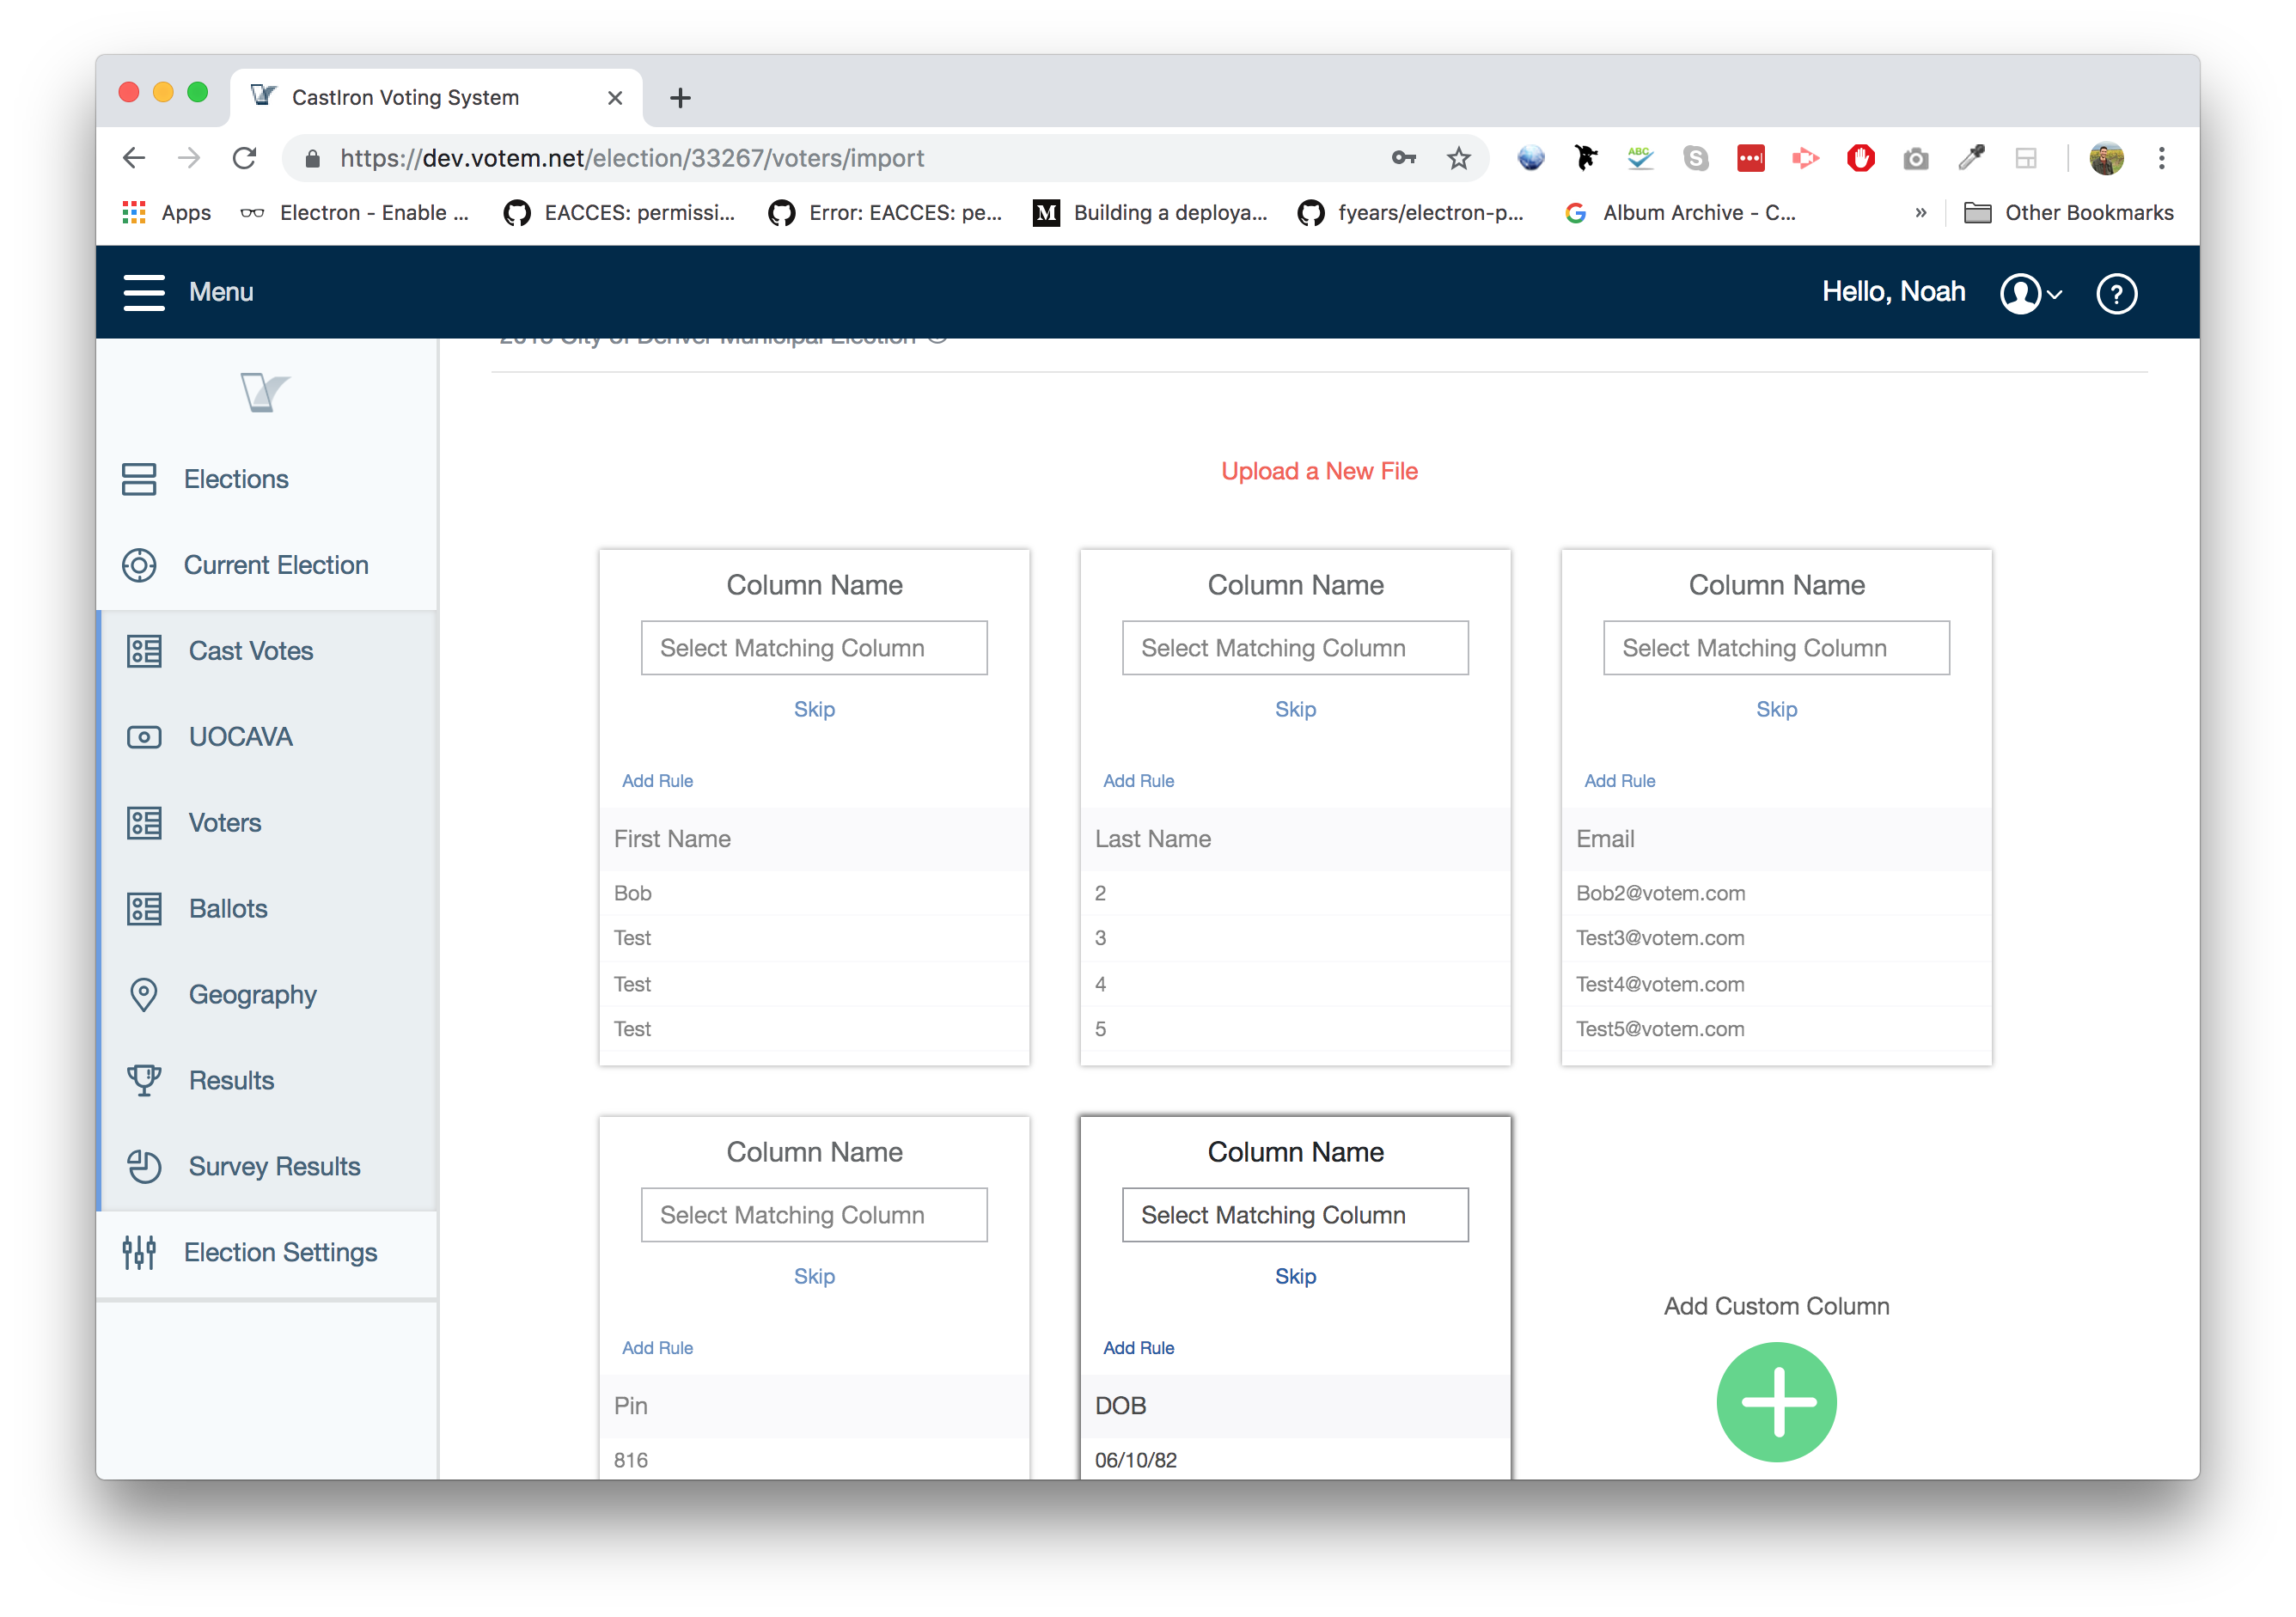 CastIron Voting System
https://dev.votem.net/election/33267/voters/import
ABC
Apps
Electron - Enable ...
EACCES: permissi...
Error: EACCES: pe...
M
Building a deploya...
fyears/electron-p...
Album Archive - C...
»
Other Bookmarks
Menu
Hello, Noah
?
City of Denver Municipal Election
Elections
Current Election
Cast Votes
UOCAVA
Voters
Ballots
Geography
Results
Survey Results
Election Settings
Upload a New File
Column Name
Select Matching Column
Skip
Add Rule
First Name
Bob
Test
Test
Test
Column Name
Select Matching Column
Skip
Add Rule
Last Name
2
3
4
5
Column Name
Select Matching Column
Skip
Add Rule
Email
Bob2@votem.com
Test3@votem.com
Test4@votem.com
Test5@votem.com
Column Name
Select Matching Column
Skip
Add Rule
Pin
816
Column Name
Select Matching Column
Skip
Add Rule
DOB
06/10/82
Add Custom Column